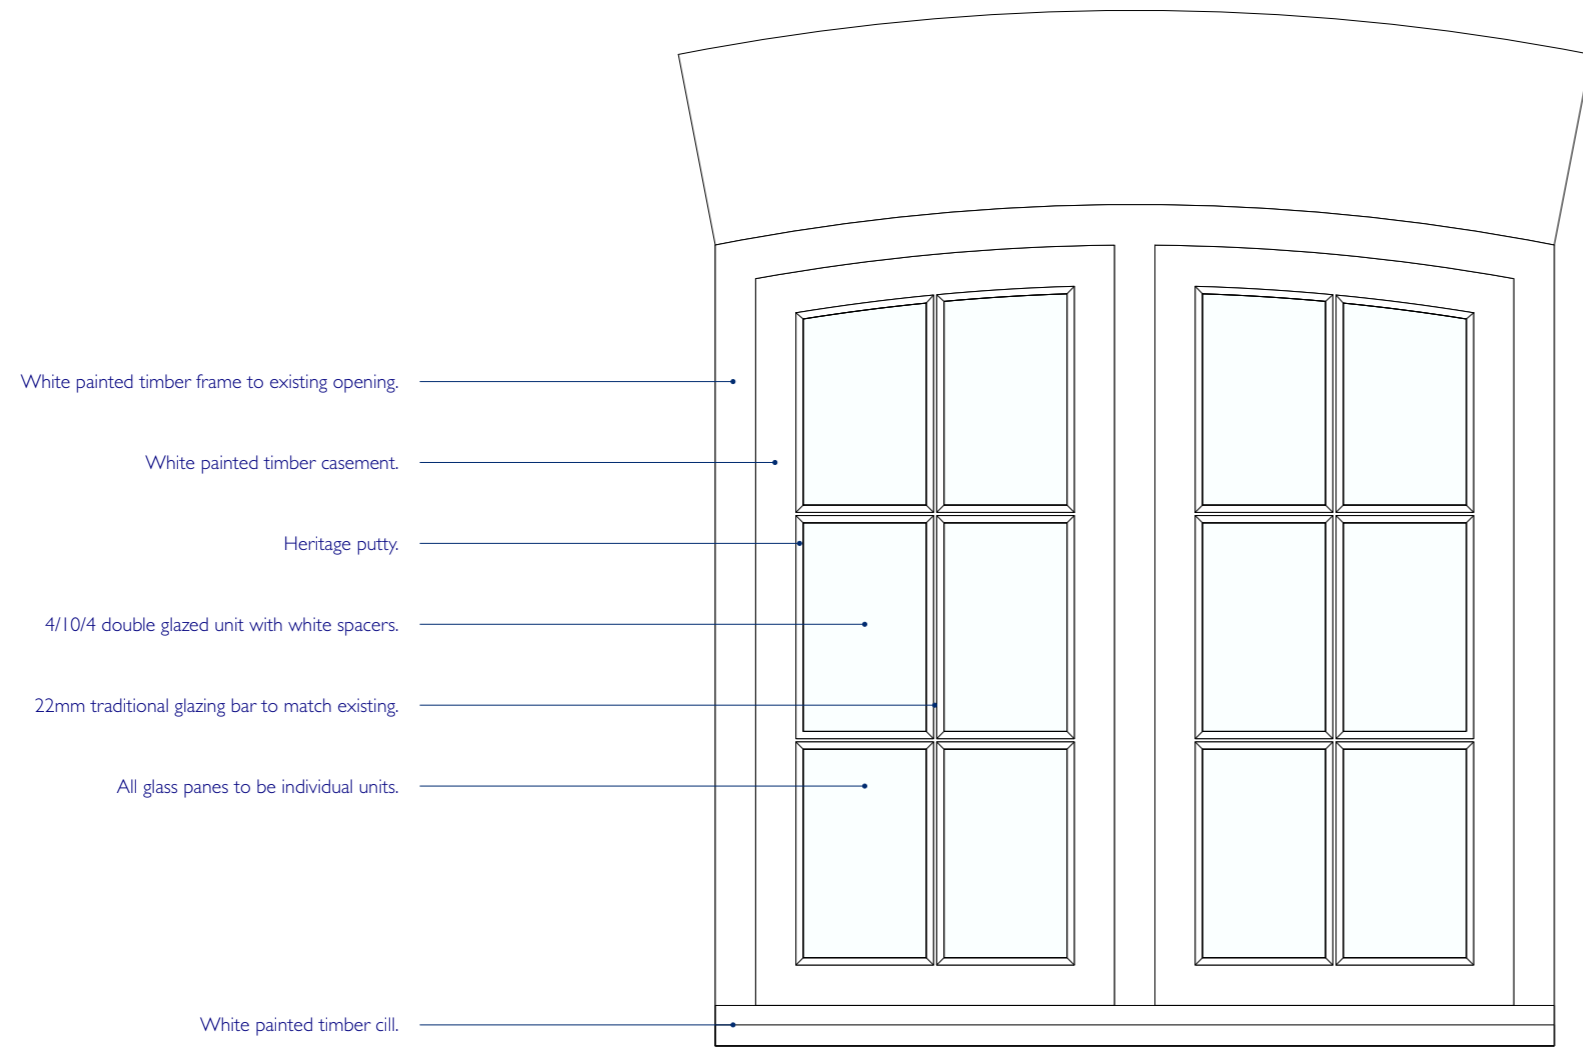 White painted timber frame to existing opening.
White painted timber casement.
Heritage putty.
4/10/4 double glazed unit with white spacers.
22mm traditional glazing bar to match existing.
All glass panes to be individual units.
White painted timber cill.